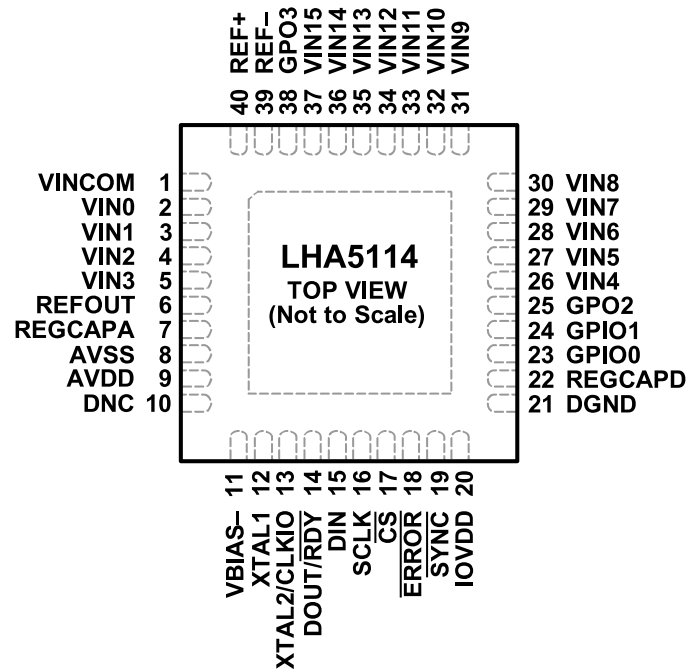 40 REF+
39 REF–
38 GPO3
37 VIN15
36 VIN14
35 VIN13
34 VIN12
33 VIN11
32 VIN10
31 VIN9
VINCOM 1
VIN0 2
VIN1 3
VIN2 4
VIN3 5
REFOUT 6
REGCAPA 7
AVSS 8
AVDD 9
DNC 10
LHA5114
TOP VIEW
(Not to Scale)
30 VIN8
29 VIN7
28 VIN6
27 VIN5
26 VIN4
25 GPO2
24 GPIO1
23 GPIO0
22 REGCAPD
21 DGND
VBIAS– 11
XTAL1 12
XTAL2/CLKIO 13
DOUT/R̅D̅Y̅ 14
DIN 15
SCLK 16
C̅S̅ 17
E̅R̅R̅O̅R̅ 18
S̅Y̅N̅C̅ 19
IOVDD 20